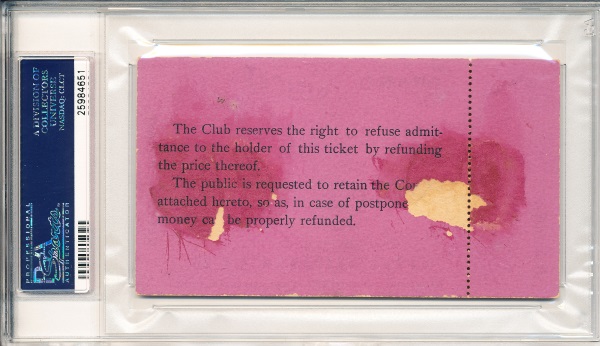 A DIVISION OF
COLLECTORS
UNIVERSE
NASDAQ: CLCT
25984651
PROFESSIONAL
PSA
Sports
AUTHENTICATOR
The Club reserves the right to refuse admit-
tance to the holder of this ticket by refunding
the price thereof.
The public is requested to retain the Co
attached hereto, so as, in case of postpone
money ca be properly refunded.